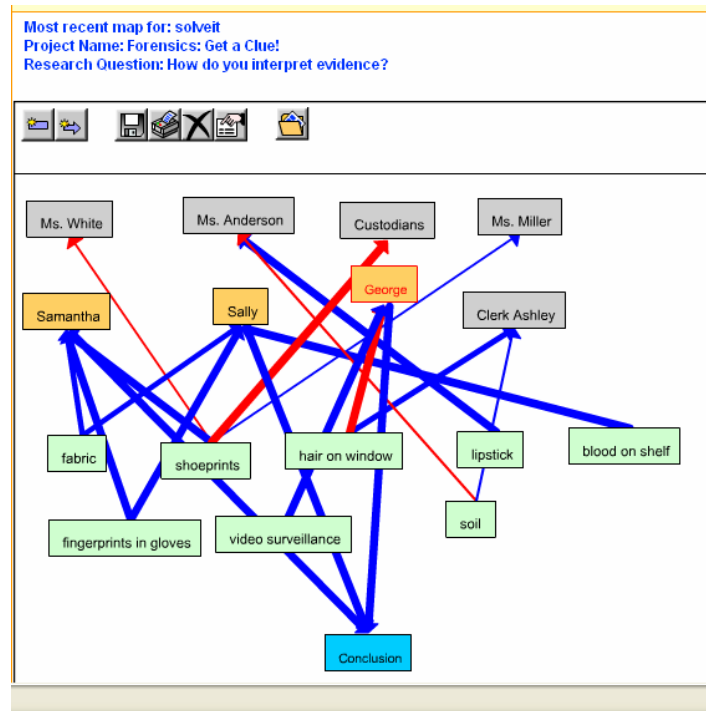 Most recent map for: solveit
Project Name: Forensics: Get a Clue!
Research Question: How do you interpret evidence?
Ms. White
Ms. Anderson
Custodians
Ms. Miller
Samantha
Sally
George
Clerk Ashley
fabric
shoeprints
hair on window
lipstick
blood on shelf
fingerprints in gloves
video surveillance
soil
Conclusion